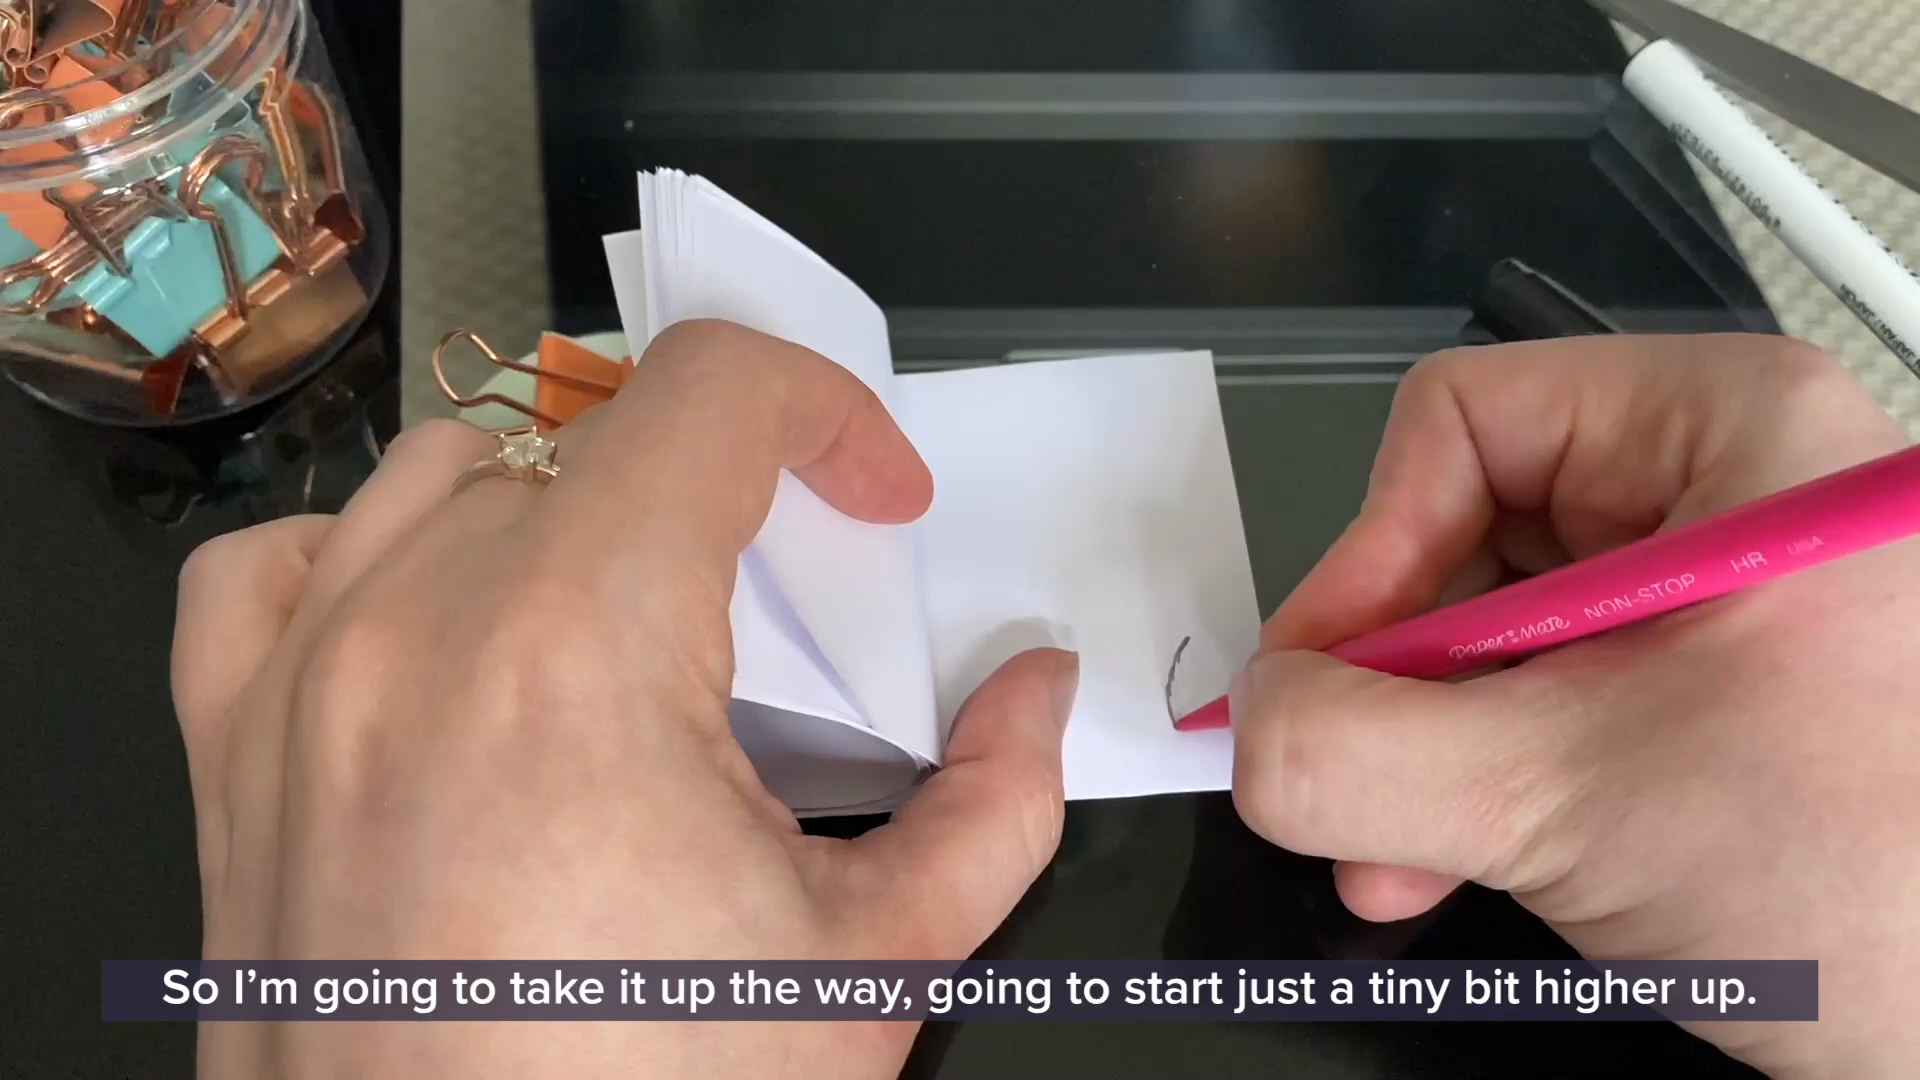 Paper Mate NON-STOP HB USA
So I'm going to take it up the way, going to start just a tiny bit higher up.